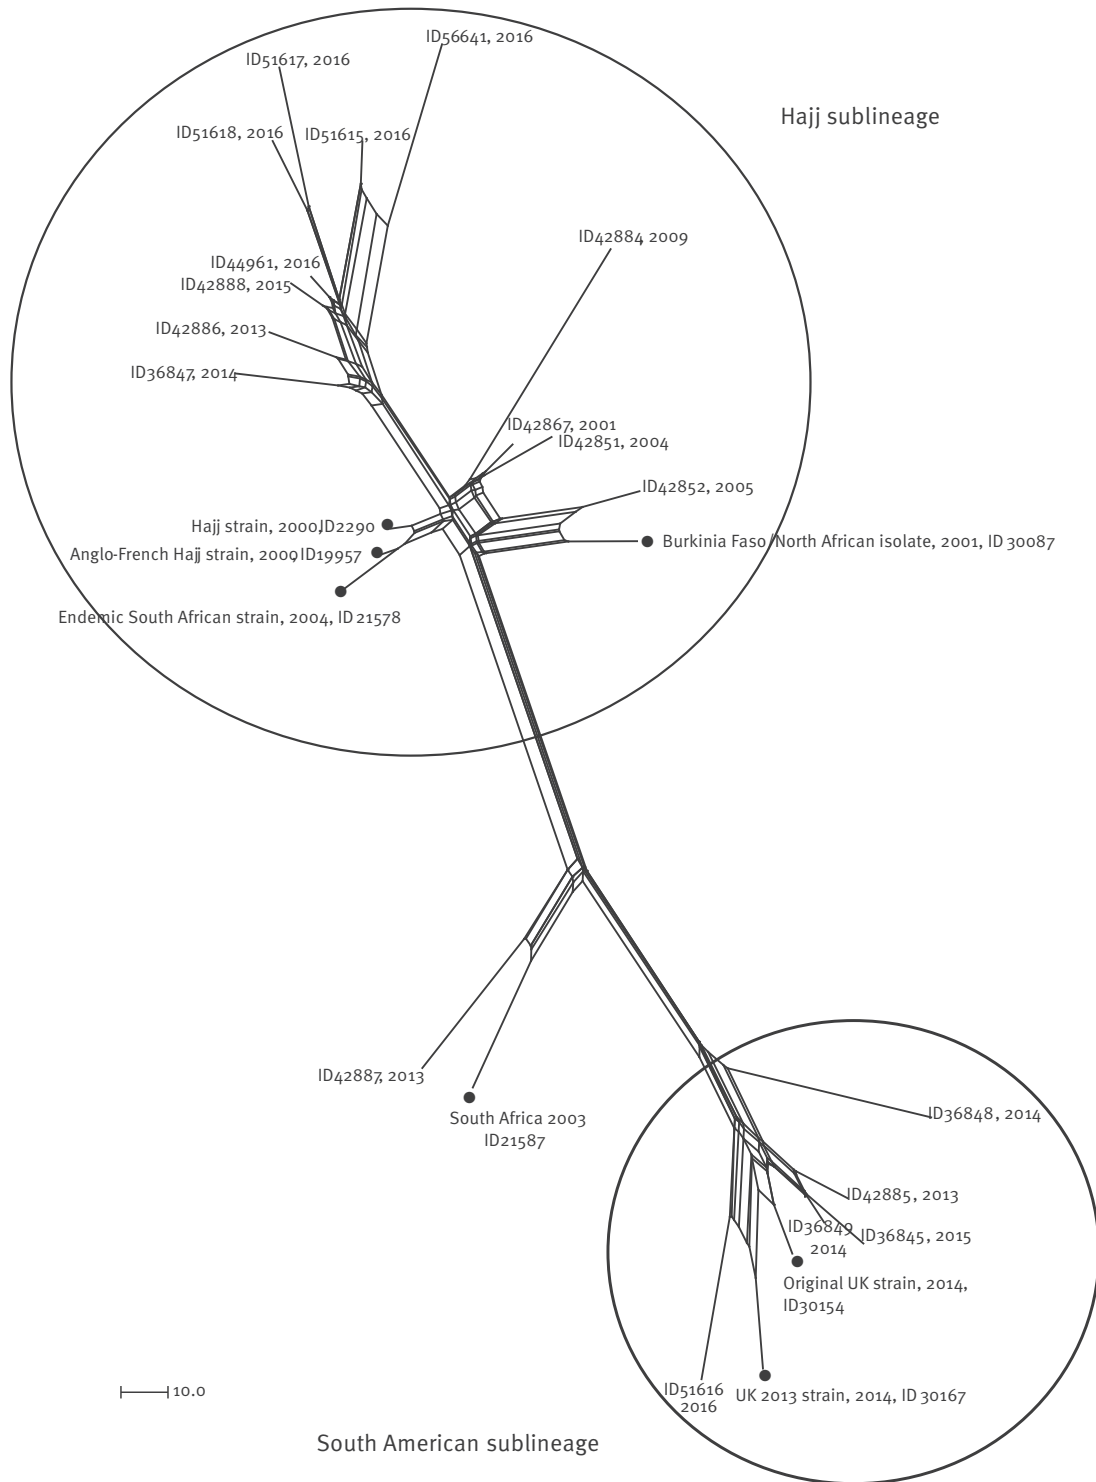 ID56641, 2016
ID51617, 2016
Hajj sublineage
ID51618, 2016
ID51615, 2016
ID42884, 2009
ID44961, 2016
ID42888, 2015
ID42886, 2013
ID36847, 2014
ID42867, 2001
ID42851, 2004
ID42852, 2005
Hajj strain, 2000,ID2290
Burkinia Faso/North African isolate, 2001, ID 30087
Anglo-French Hajj strain, 2009,ID19957
Endemic South African strain, 2004, ID 21578
ID42887, 2013
South Africa 2003
ID21587
ID36848, 2014
ID42885, 2013
ID36849
2014
ID36845, 2015
Original UK strain, 2014,
ID30154
ID51616
2016
UK 2013 strain, 2014, ID 30167
10.0
South American sublineage